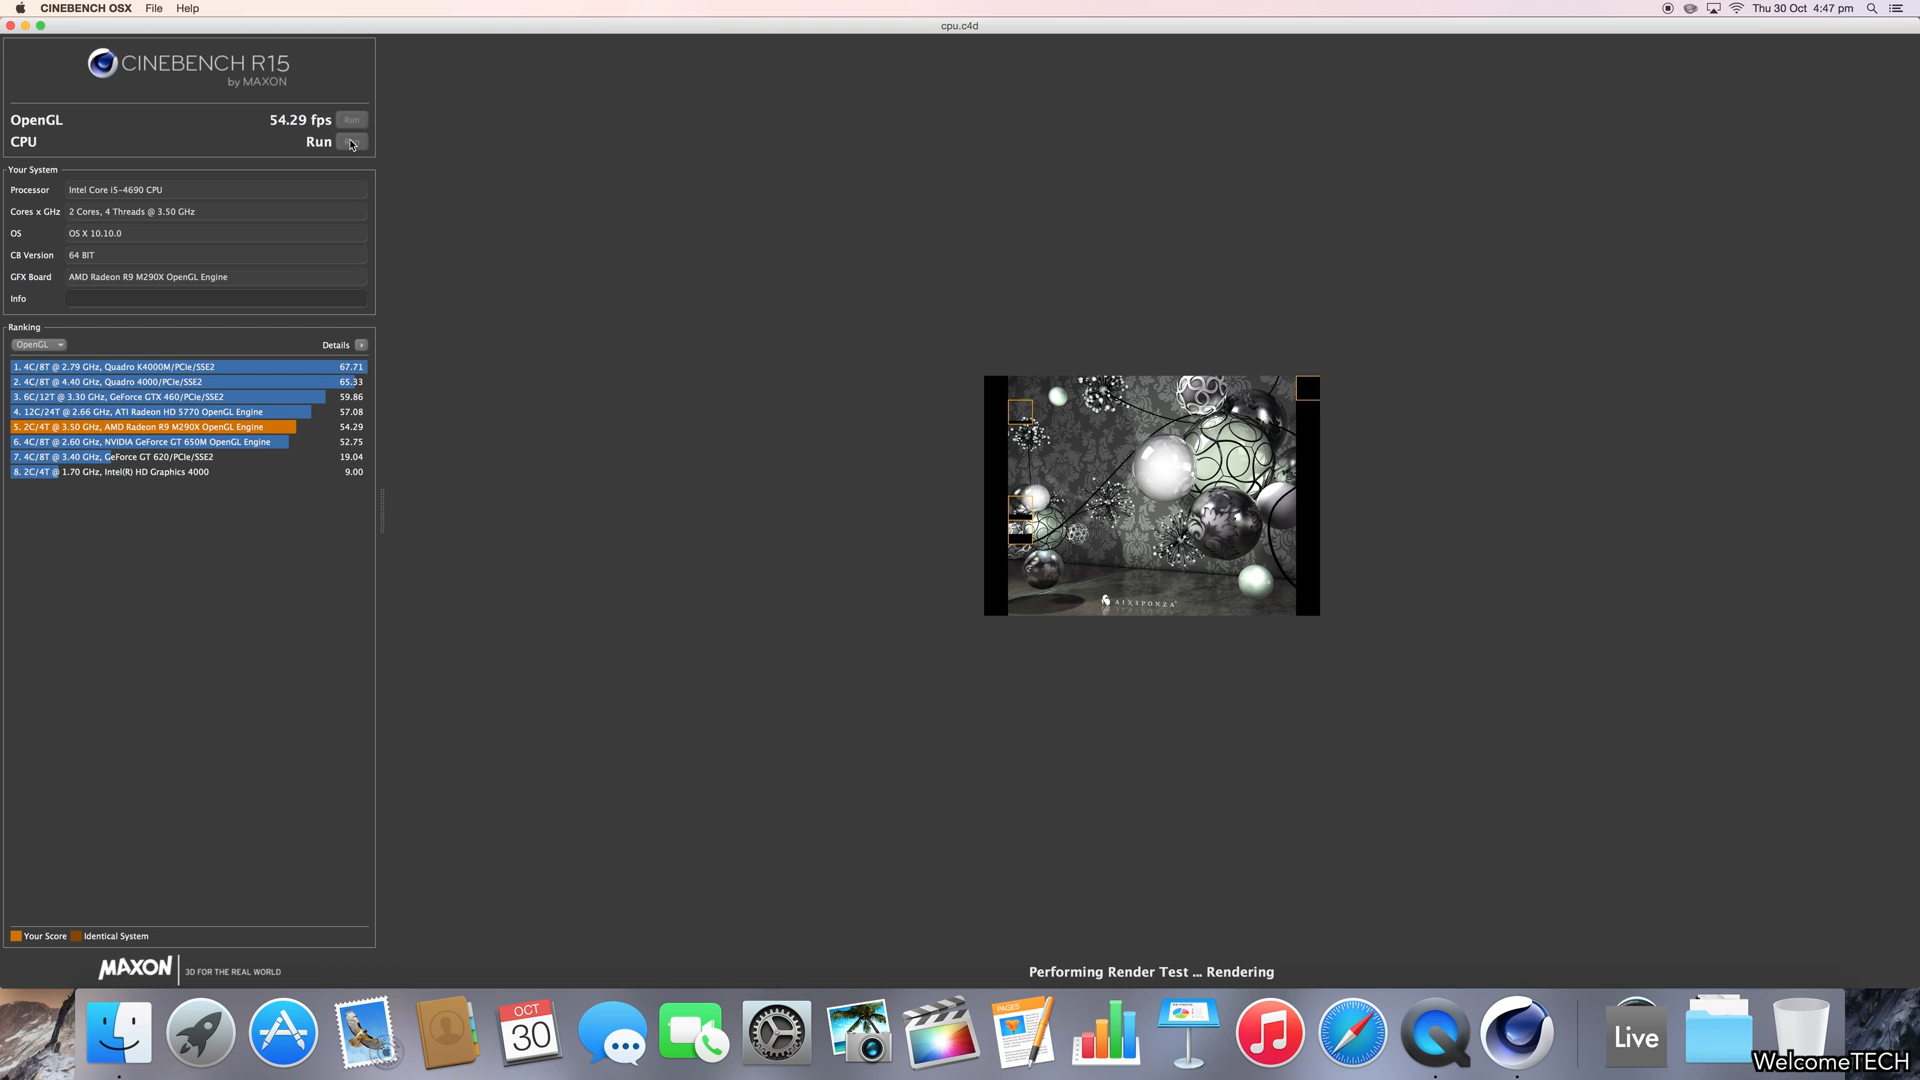 CINEBENCH OSX File Help Thu 30 Oct 4:47 pm
cpu.c4d
CINEBENCH R15
by MAXON
OpenGL 54.29 fps Run
CPU Run
Your System
Processor Intel Core i5-4690 CPU
Cores x GHz 2 Cores, 4 Threads @ 3.50 GHz
OS OS X 10.10.0
CB Version 64 BIT
GFX Board AMD Radeon R9 M290X OpenGL Engine
Info
Ranking
OpenGL Details
1. 4C/8T @ 2.79 GHz, Quadro K4000M/PCIe/SSE2 67.71
2. 4C/8T @ 4.40 GHz, Quadro 4000/PCIe/SSE2 65.33
3. 6C/12T @ 3.30 GHz, GeForce GTX 460/PCIe/SSE2 59.86
4. 12C/24T @ 2.66 GHz, ATI Radeon HD 5770 OpenGL Engine 57.08
5. 2C/4T @ 3.50 GHz, AMD Radeon R9 M290X OpenGL Engine 54.29
6. 4C/8T @ 2.60 GHz, NVIDIA GeForce GT 650M OpenGL Engine 52.75
7. 4C/8T @ 3.40 GHz, GeForce GT 620/PCIe/SSE2 19.04
8. 2C/4T @ 1.70 GHz, Intel(R) HD Graphics 4000 9.00
AIXSPONZA
Your Score Identical System
MAXON 3D FOR THE REAL WORLD
Performing Render Test ... Rendering
OCT
30
PAGES
Live
WelcomeTECH